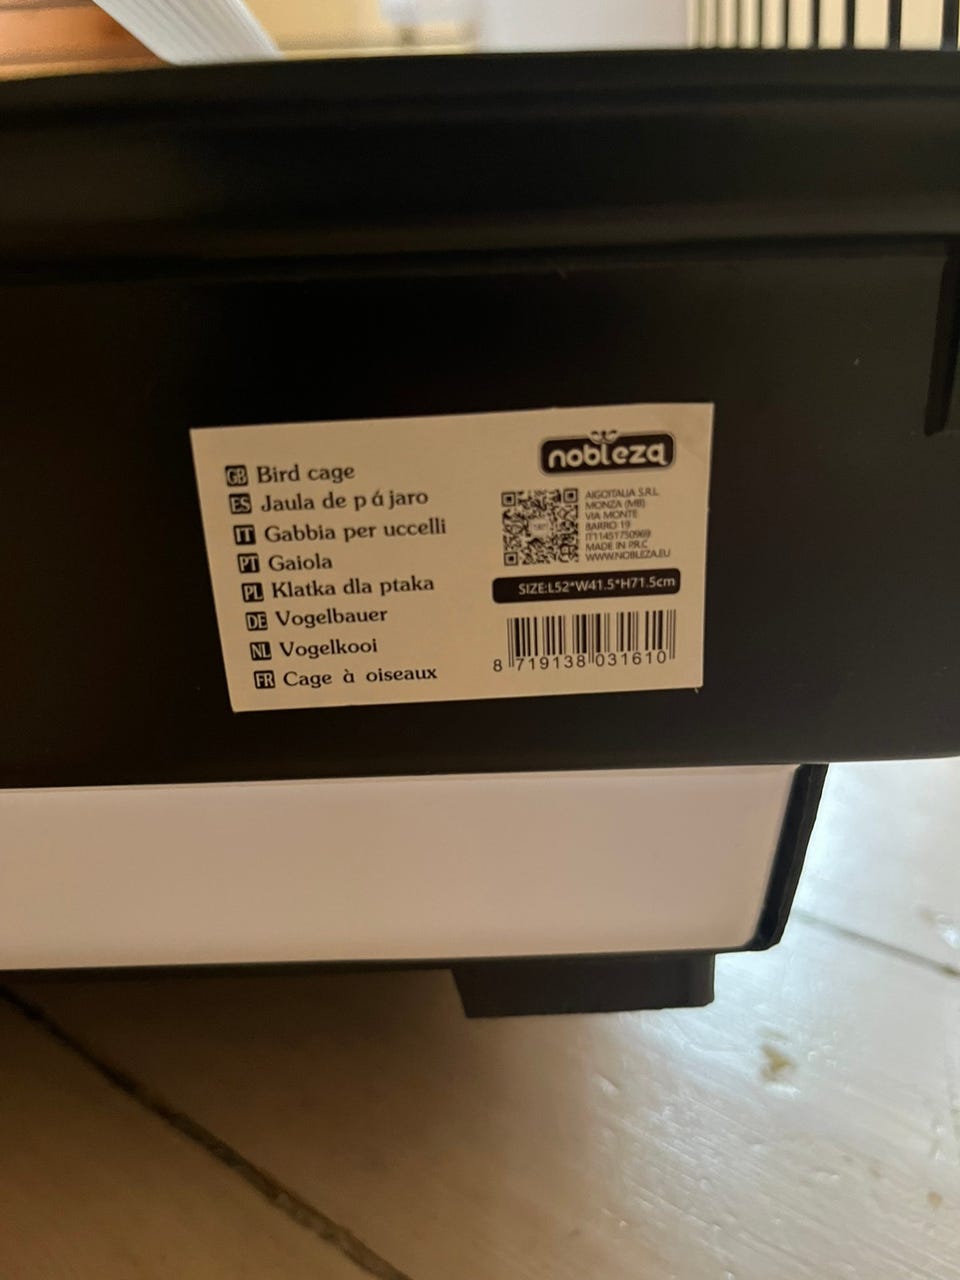 GB Bird cage
ES Jaula de p á jaro
IT Gabbia per uccelli
PT Gaiola
PL Klatka dla ptaka
DE Vogelbauer
NL Vogelkooi
FR Cage à oiseaux
nobleza
AIGOITALIA S.R.L
MONZA (MB)
VIA MONTE
BARRO 19
IT11451750969
MADE IN P.R.C
WWW.NOBLEZA.EU
SIZE:L52*W41.5*H71.5cm
8 719138 031610